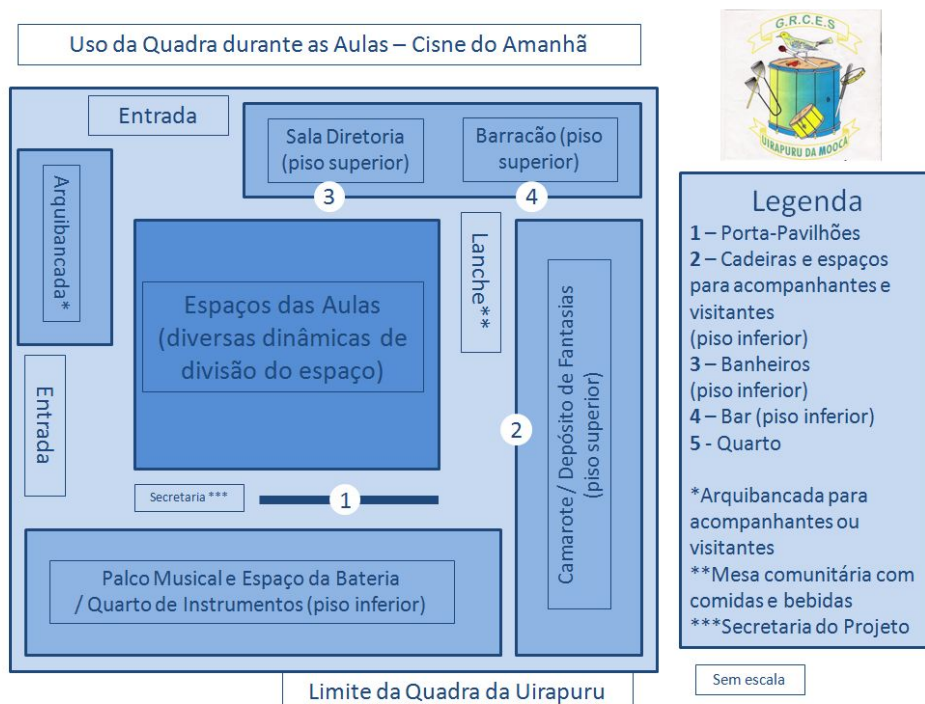 Uso da Quadra durante as Aulas – Cisne do Amanhã
G.R.C.E.S
UIRAPURU DA MOOCA
Entrada
Sala Diretoria
(piso superior)
Barracão (piso
superior)
3
4
Arquibancada*
Lanche**
Espaços das Aulas
(diversas dinâmicas de
divisão do espaço)
Entrada
2
Camarote / Depósito de Fantasias
(piso superior)
Secretaria ***
1
Palco Musical e Espaço da Bateria
/ Quarto de Instrumentos (piso inferior)
Limite da Quadra da Uirapuru
Legenda
1 – Porta-Pavilhões
2 – Cadeiras e espaços
para acompanhantes e
visitantes
(piso inferior)
3 – Banheiros
(piso inferior)
4 – Bar (piso inferior)
5 - Quarto
*Arquibancada para
acompanhantes ou
visitantes
**Mesa comunitária com
comidas e bebidas
***Secretaria do Projeto
Sem escala